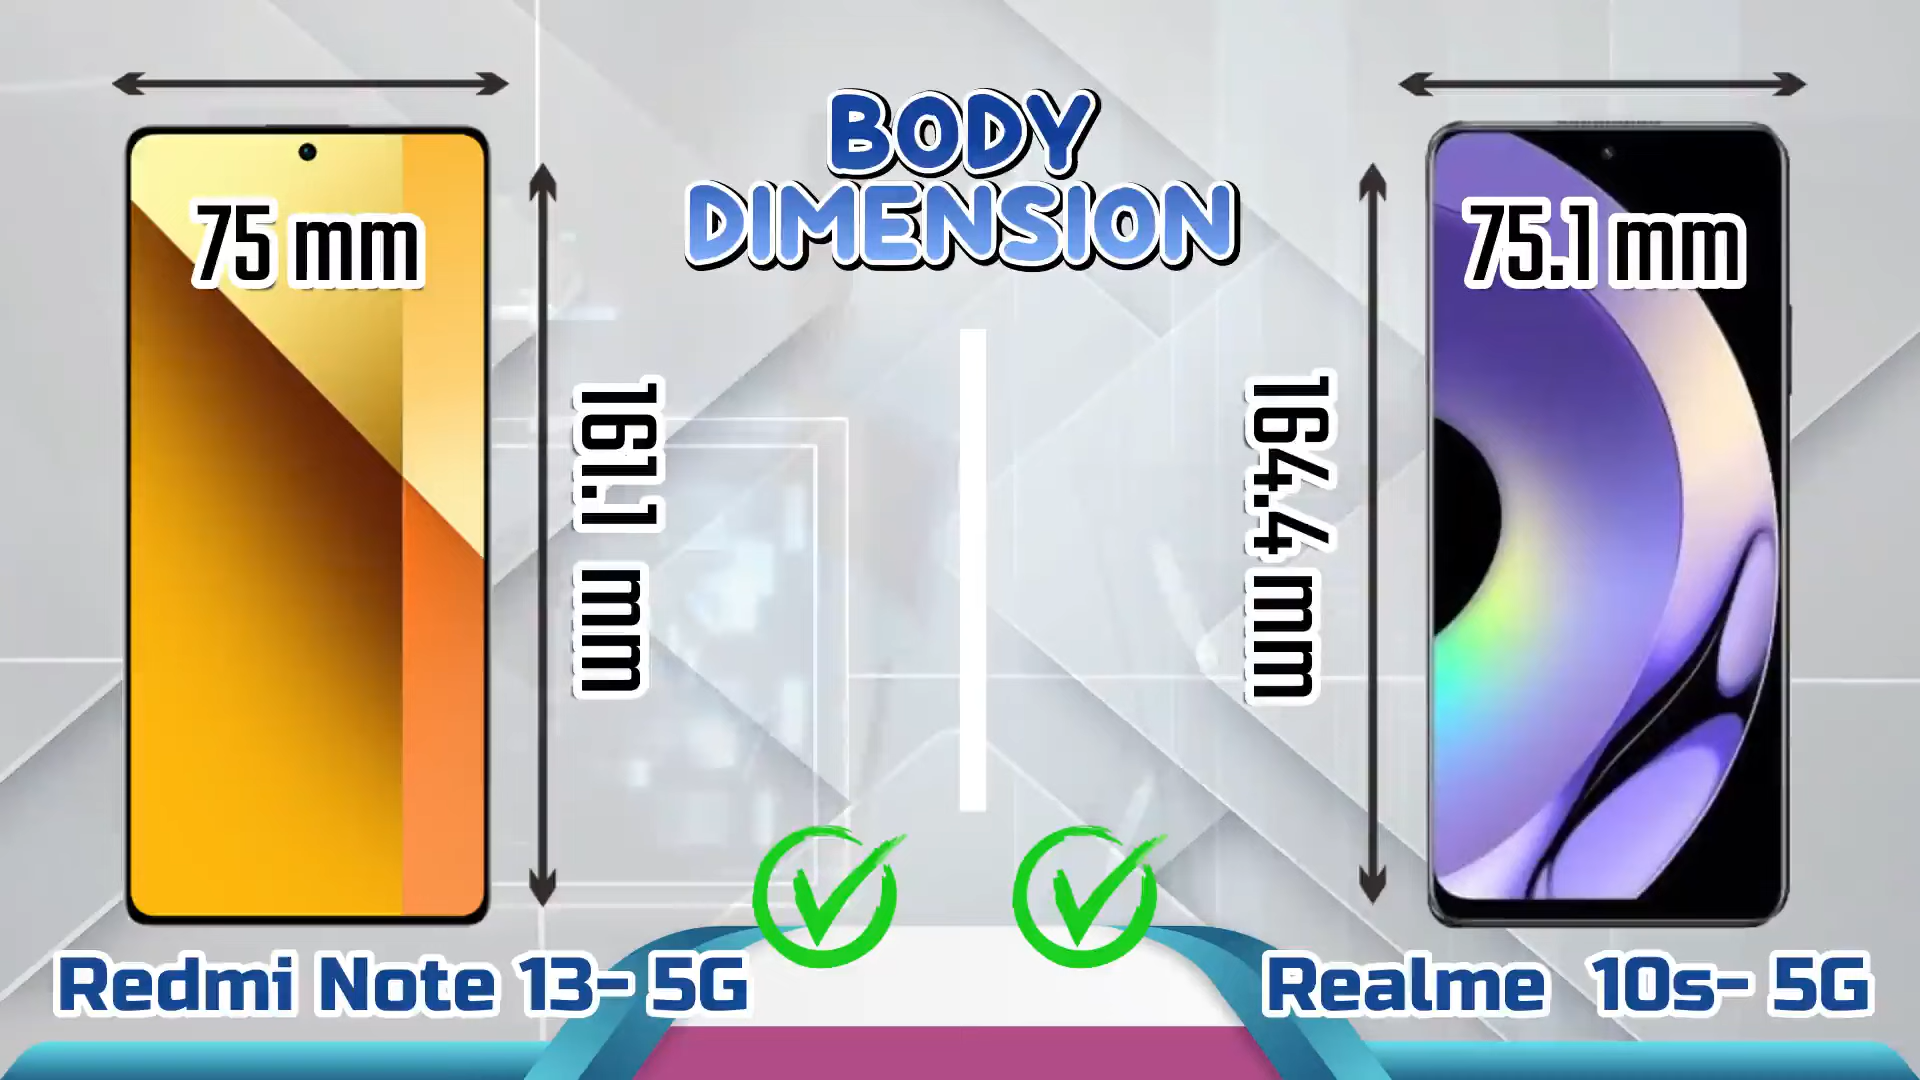 BODY
DIMENSION
75 mm
161.1 mm
75.1 mm
164.4 mm
Redmi Note 13- 5G
Realme 10s- 5G